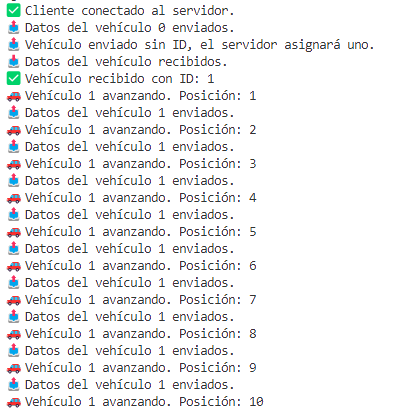 ✅ Cliente conectado al servidor.
📤 Datos del vehículo 0 enviados.
📤 Vehículo enviado sin ID, el servidor asignará uno.
📥 Datos del vehículo recibidos.
✅ Vehículo recibido con ID: 1
🚗 Vehículo 1 avanzando. Posición: 1
📤 Datos del vehículo 1 enviados.
🚗 Vehículo 1 avanzando. Posición: 2
📤 Datos del vehículo 1 enviados.
🚗 Vehículo 1 avanzando. Posición: 3
📤 Datos del vehículo 1 enviados.
🚗 Vehículo 1 avanzando. Posición: 4
📤 Datos del vehículo 1 enviados.
🚗 Vehículo 1 avanzando. Posición: 5
📤 Datos del vehículo 1 enviados.
🚗 Vehículo 1 avanzando. Posición: 6
📤 Datos del vehículo 1 enviados.
🚗 Vehículo 1 avanzando. Posición: 7
📤 Datos del vehículo 1 enviados.
🚗 Vehículo 1 avanzando. Posición: 8
📤 Datos del vehículo 1 enviados.
🚗 Vehículo 1 avanzando. Posición: 9
📤 Datos del vehículo 1 enviados.
🚗 Vehículo 1 avanzando. Posición: 10